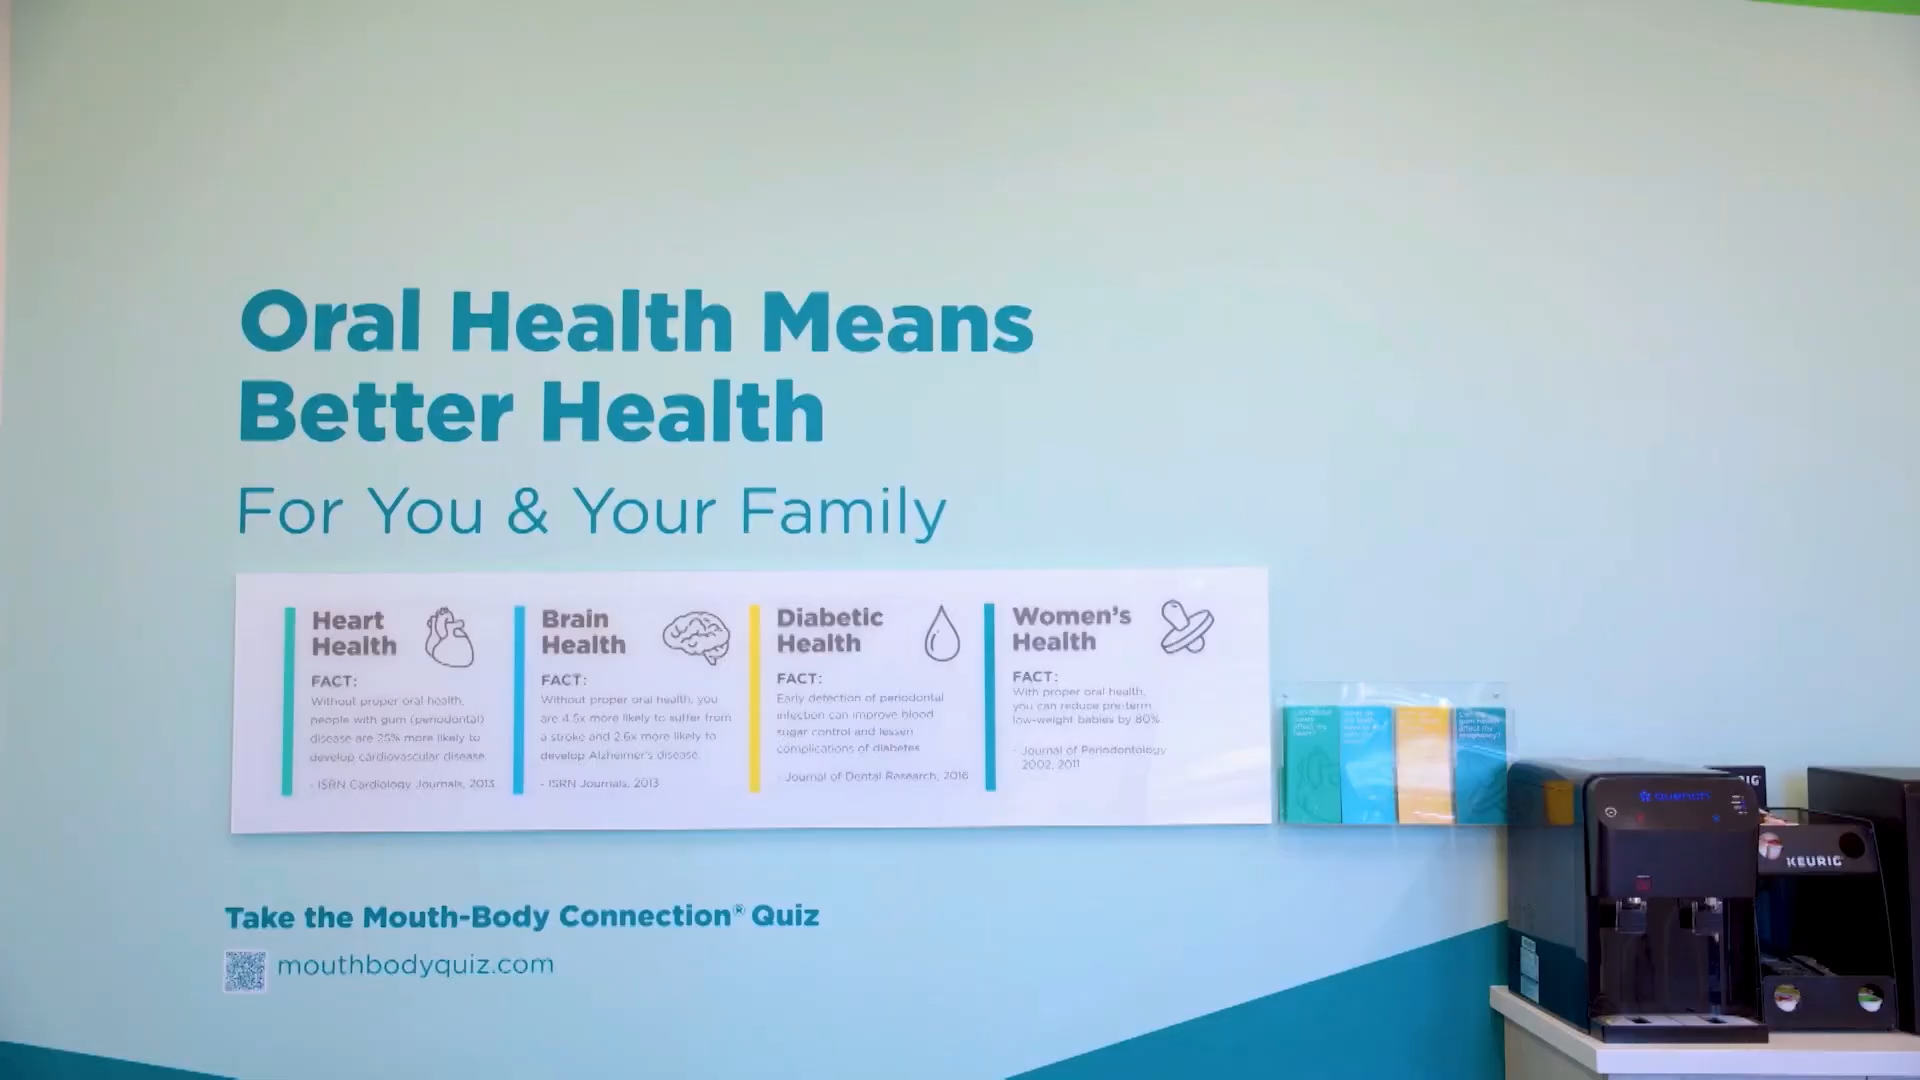 Oral Health Means
Better Health
For You & Your Family
Heart
Health
FACT:
Without proper oral health,
people with gum (periodontal)
disease are 25% more likely to
develop cardiovascular disease.
- ISRN Cardiology Journals, 2013
Brain
Health
FACT:
Without proper oral health, you
are 4.5x more likely to suffer from
a stroke and 2.6x more likely to
develop Alzheimer's disease.
- ISRN Journals, 2013
Diabetic
Health
FACT:
Early detection of periodontal
infection can improve blood
sugar control and lessen
complications of diabetes.
- Journal of Dental Research, 2016
Women's
Health
FACT:
With proper oral health,
you can reduce pre-term
low-weight babies by 80%.
- Journal of Periodontology
2002, 2011
Take the Mouth-Body Connection® Quiz
mouthbodyquiz.com
quench
KEURIG